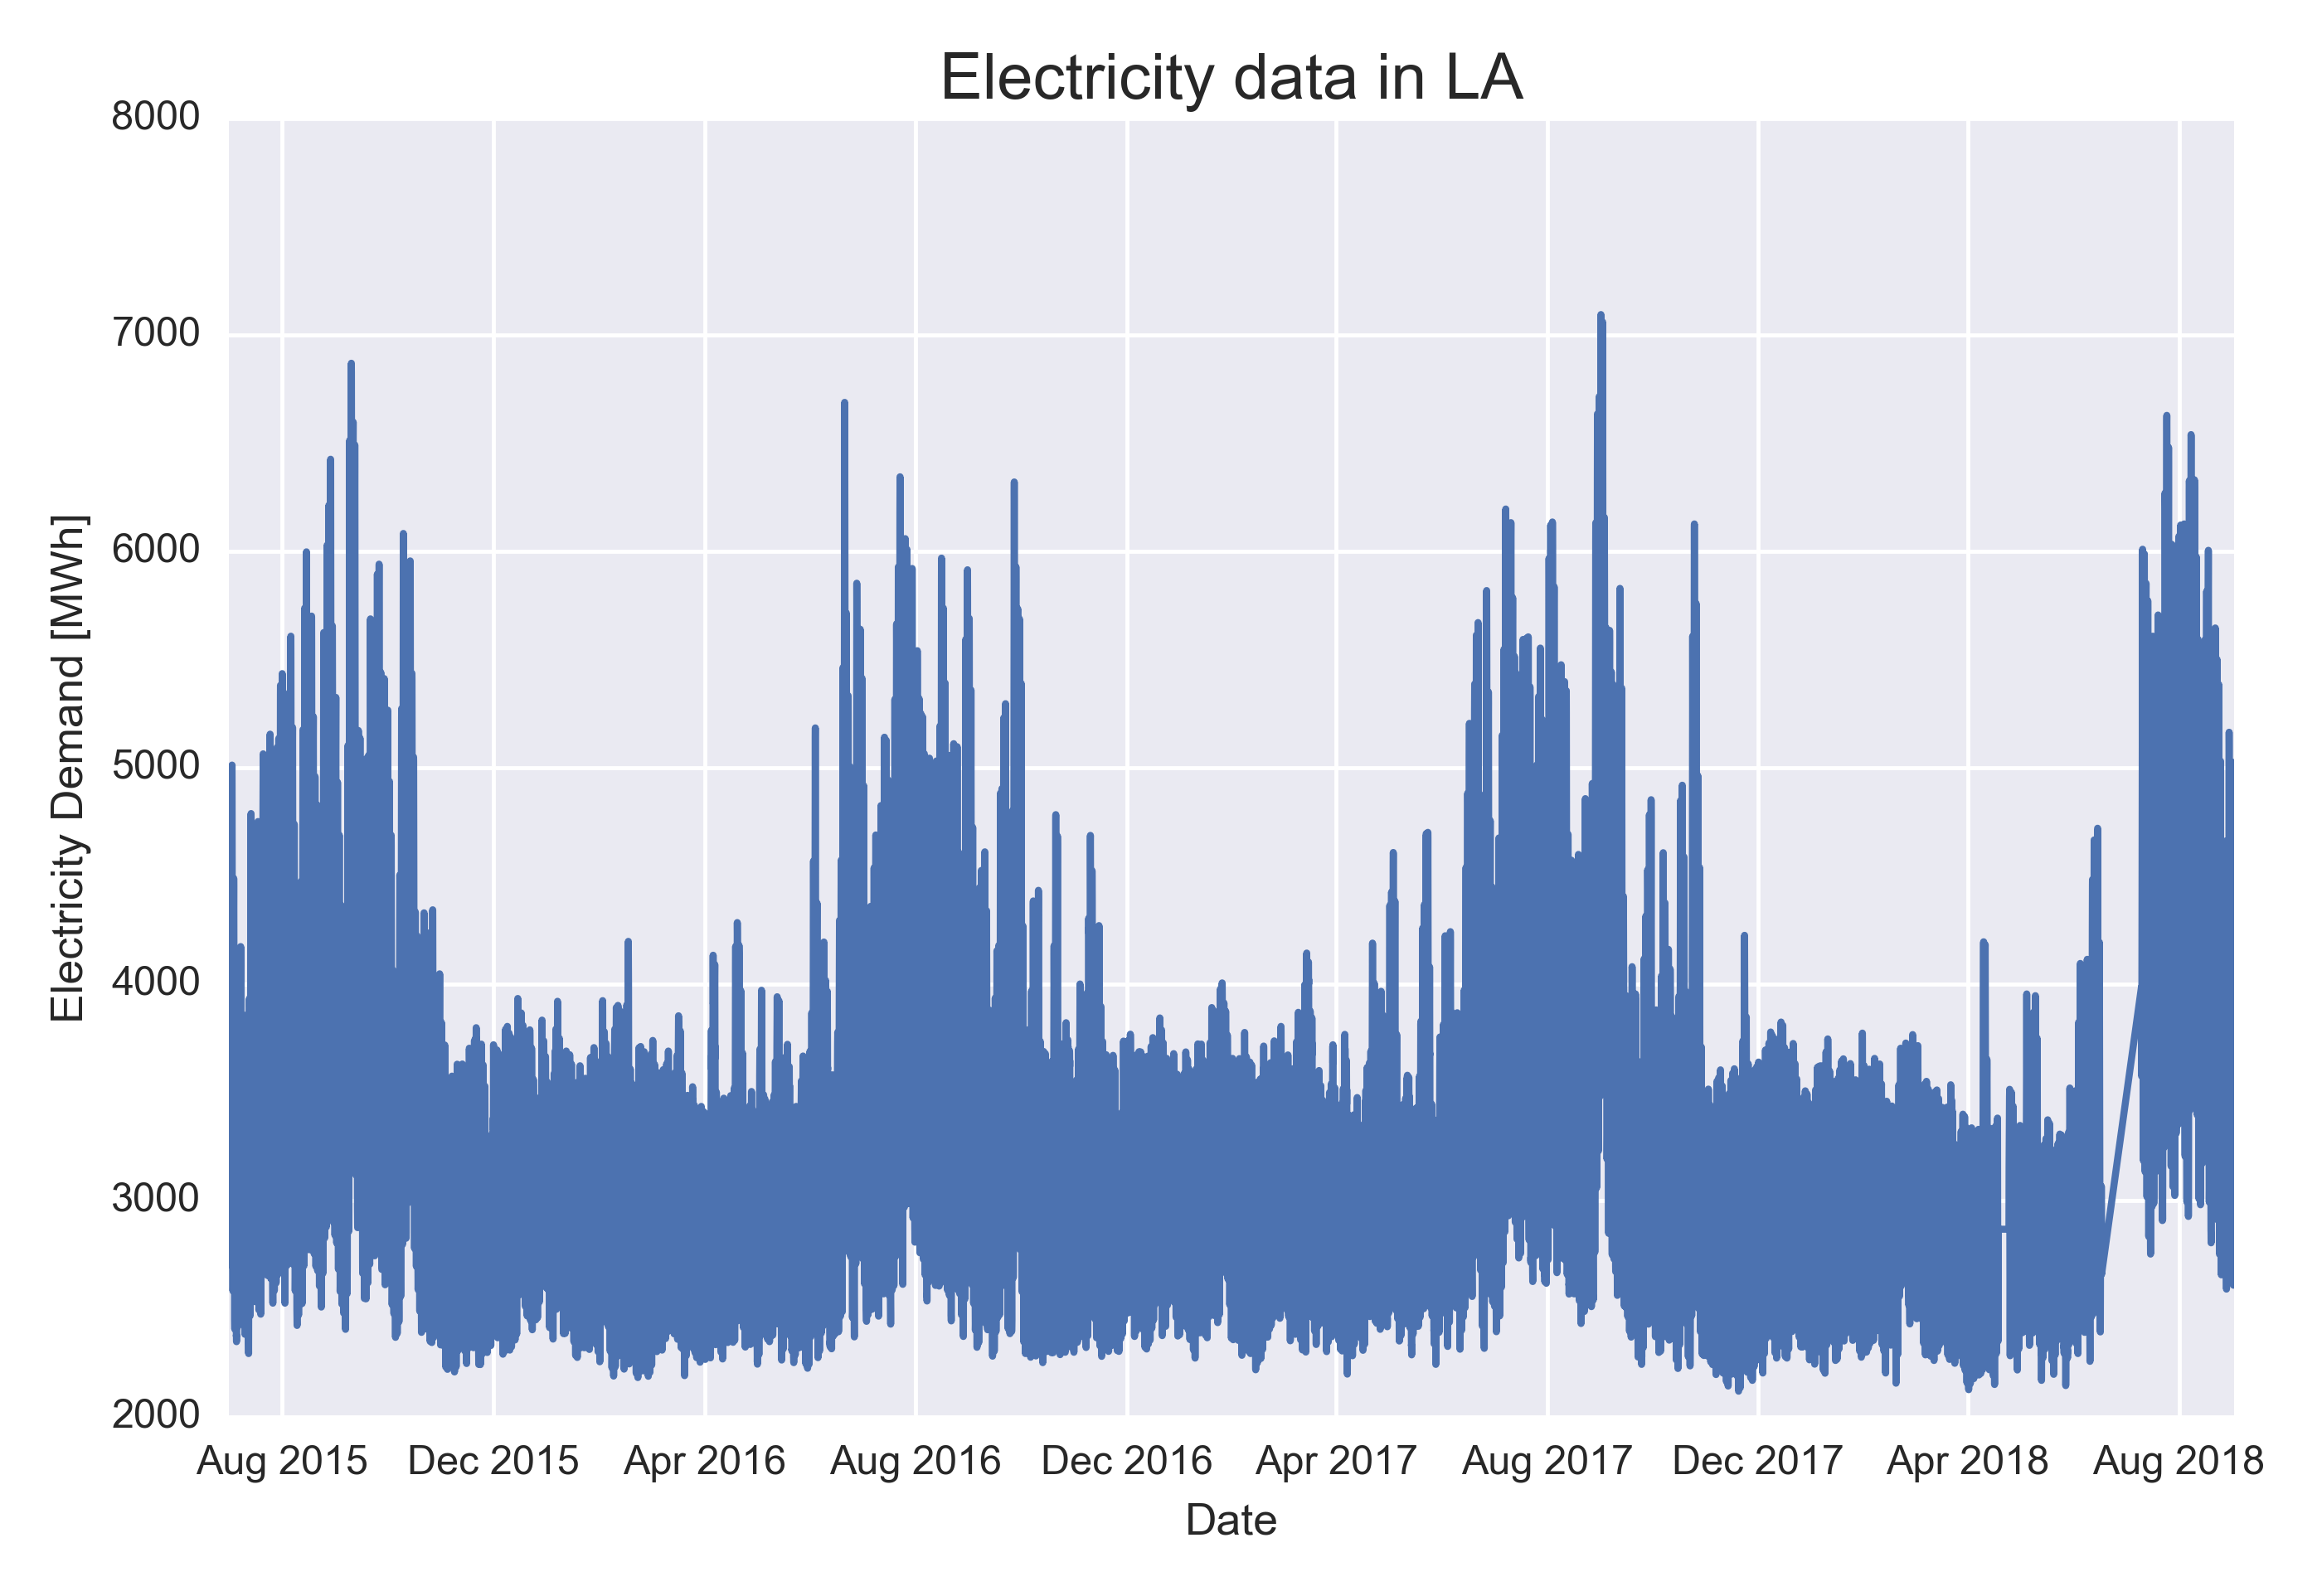 Electricity data in LA
8000
7000
6000
5000
4000
3000
2000
Electricity Demand [MWh]
Aug 2015 Dec 2015 Apr 2016 Aug 2016 Dec 2016 Apr 2017 Aug 2017 Dec 2017 Apr 2018 Aug 2018
Date